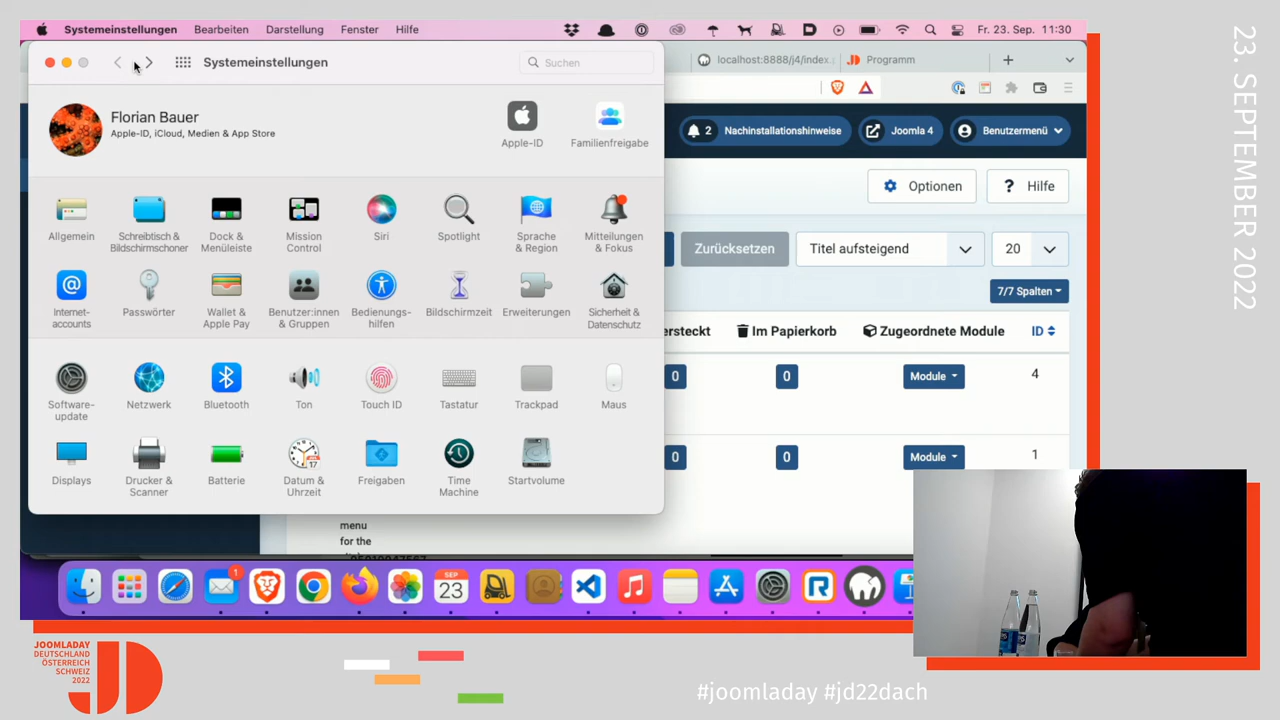 Systemeinstellungen Bearbeiten Darstellung Fenster Hilfe Fr. 23. Sep. 11:30
Systemeinstellungen
Suchen
localhost:8888/j4/index.
Programm
Florian Bauer
Apple-ID, iCloud, Medien & App Store
Apple-ID
Familienfreigabe
2 Nachinstallationshinweise
Joomla 4
Benutzermenü
Optionen
Hilfe
Allgemein
Schreibtisch &
Bildschirmschoner
Dock &
Menüleiste
Mission
Control
Siri
Spotlight
Sprache
& Region
Mitteilungen
& Fokus
Zurücksetzen
Titel aufsteigend
20
7/7 Spalten
Internet-
accounts
Passwörter
Wallet &
Apple Pay
Benutzer:innen
& Gruppen
Bedienungs-
hilfen
Bildschirmzeit
Erweiterungen
Sicherheit &
Datenschutz
ersteckt
Im Papierkorb
Zugeordnete Module
ID
0 0 Module 4
Software-
update
Netzwerk
Bluetooth
Ton
Touch ID
Tastatur
Trackpad
Maus
0 0 Module 1
Displays
Drucker &
Scanner
Batterie
JUL
17
Datum &
Uhrzeit
Freigaben
Time
Machine
Startvolume
menu
for the
1
SEP
23
23. SEPTEMBER 2022
JOOMLADAY
DEUTSCHLAND
ÖSTERREICH
SCHWEIZ
2022
#joomladay #jd22dach